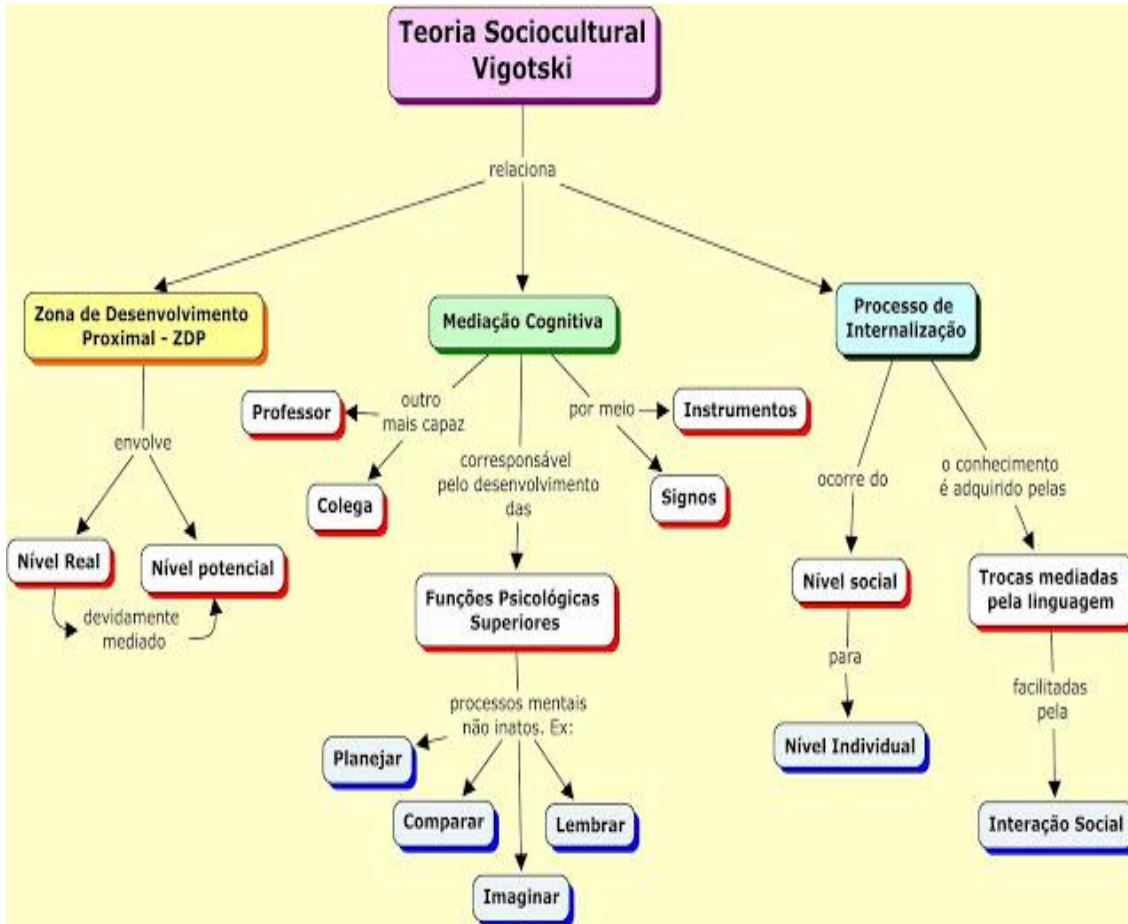 Teoria Sociocultural
Vigotski
relaciona
Zona de Desenvolvimento
Proximal - ZDP
Mediação Cognitiva
Processo de
Internalização
envolve
Nível Real
Nível potencial
devidamente
mediado
outro
mais capaz
Professor
Colega
corresponsável
pelo desenvolvimento
das
por meio
Instrumentos
Signos
Funções Psicológicas
Superiores
processos mentais
não inatos. Ex:
Planejar
Comparar
Imaginar
Lembrar
ocorre do
Nível social
para
Nível Individual
o conhecimento
é adquirido pelas
Trocas mediadas
pela linguagem
facilitadas
pela
Interação Social